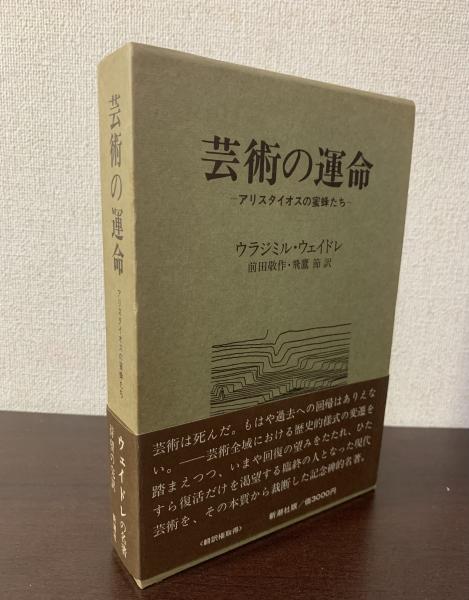 芸術の運命
アリスタイオスの蜜蜂たち
ウェイドレの名著
芸術の運命
—アリスタイオスの蜜蜂たち—
ウラジミル・ウェイドレ
前田敬作・飛鷹 節 訳
芸術は死んだ。もはや過去への回帰はありえな
い。——芸術全域における歴史的様式の変遷を
踏まえつつ、いまや回復の望みをたたれ、ひた
すら復活だけを渇望する臨終の人となった現代
芸術を、その本質から裁断した記念碑的名著。
<翻訳権取得>
新潮社版/価3000円